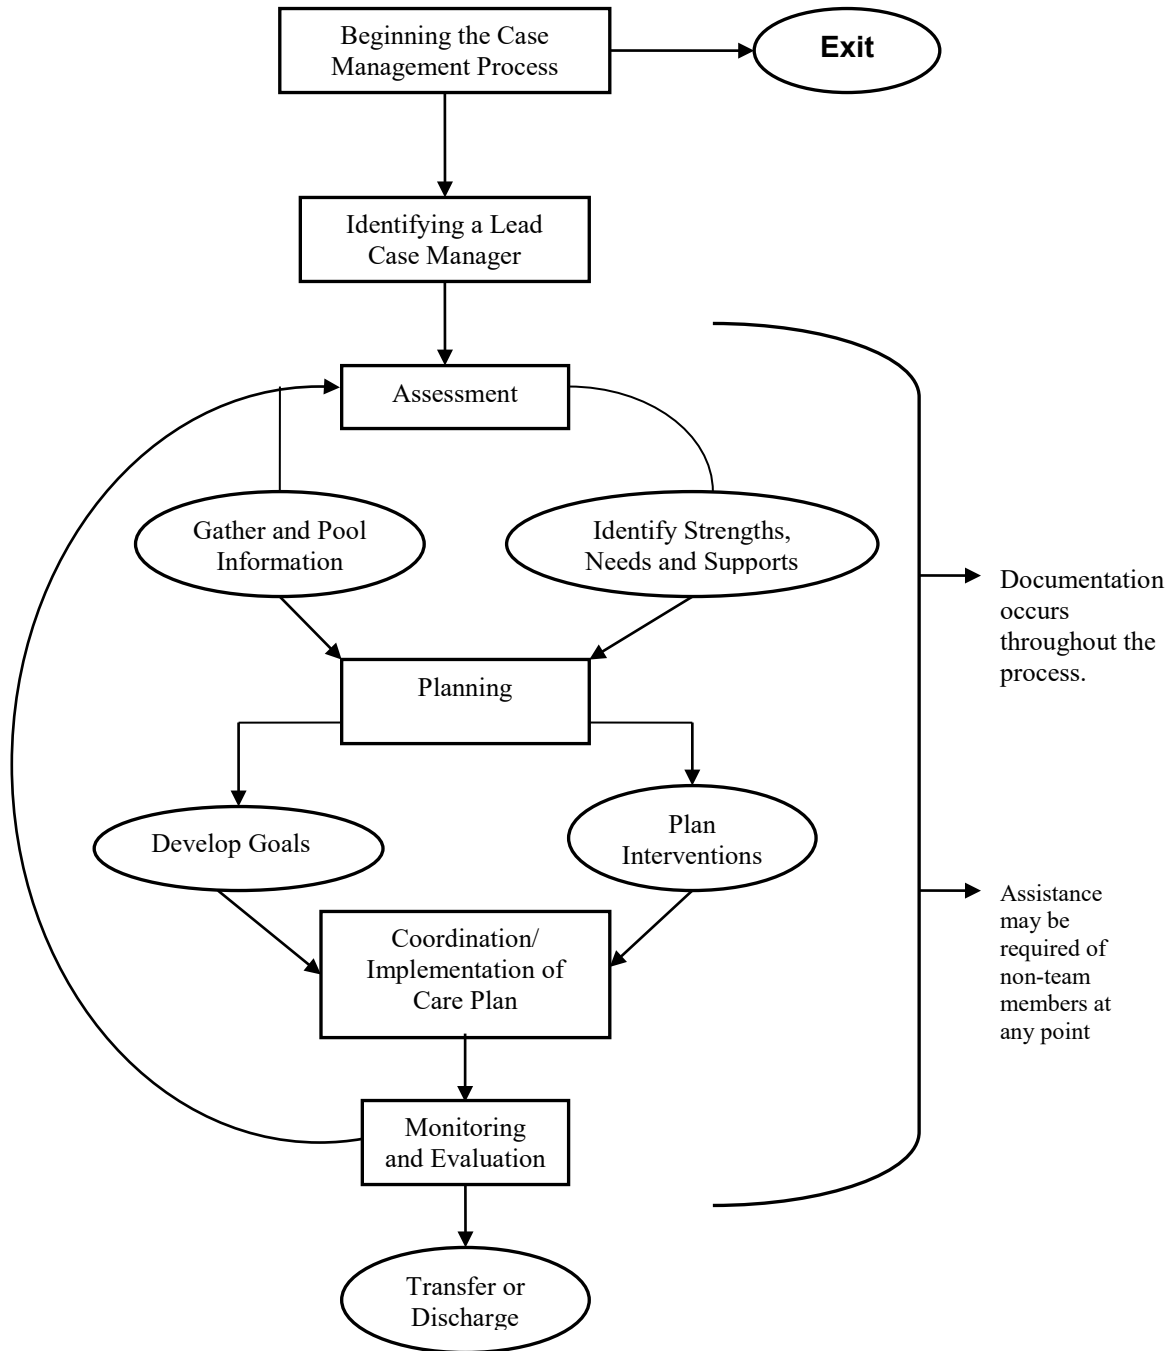 Beginning the Case
Management Process
Exit
Identifying a Lead
Case Manager
Assessment
Gather and Pool
Information
Identify Strengths,
Needs and Supports
Documentation
occurs
throughout the
process.
Planning
Develop Goals
Plan
Interventions
Assistance
may be
required of
non-team
members at
any point
Coordination/
Implementation of
Care Plan
Monitoring
and Evaluation
Transfer or
Discharge